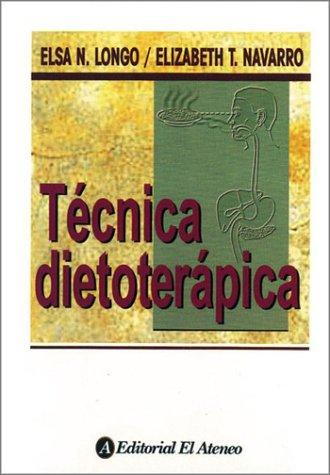 ELSA N. LONGO / ELIZABETH T. NAVARRO
Técnica
dietoterápica
A Editorial El Ateneo